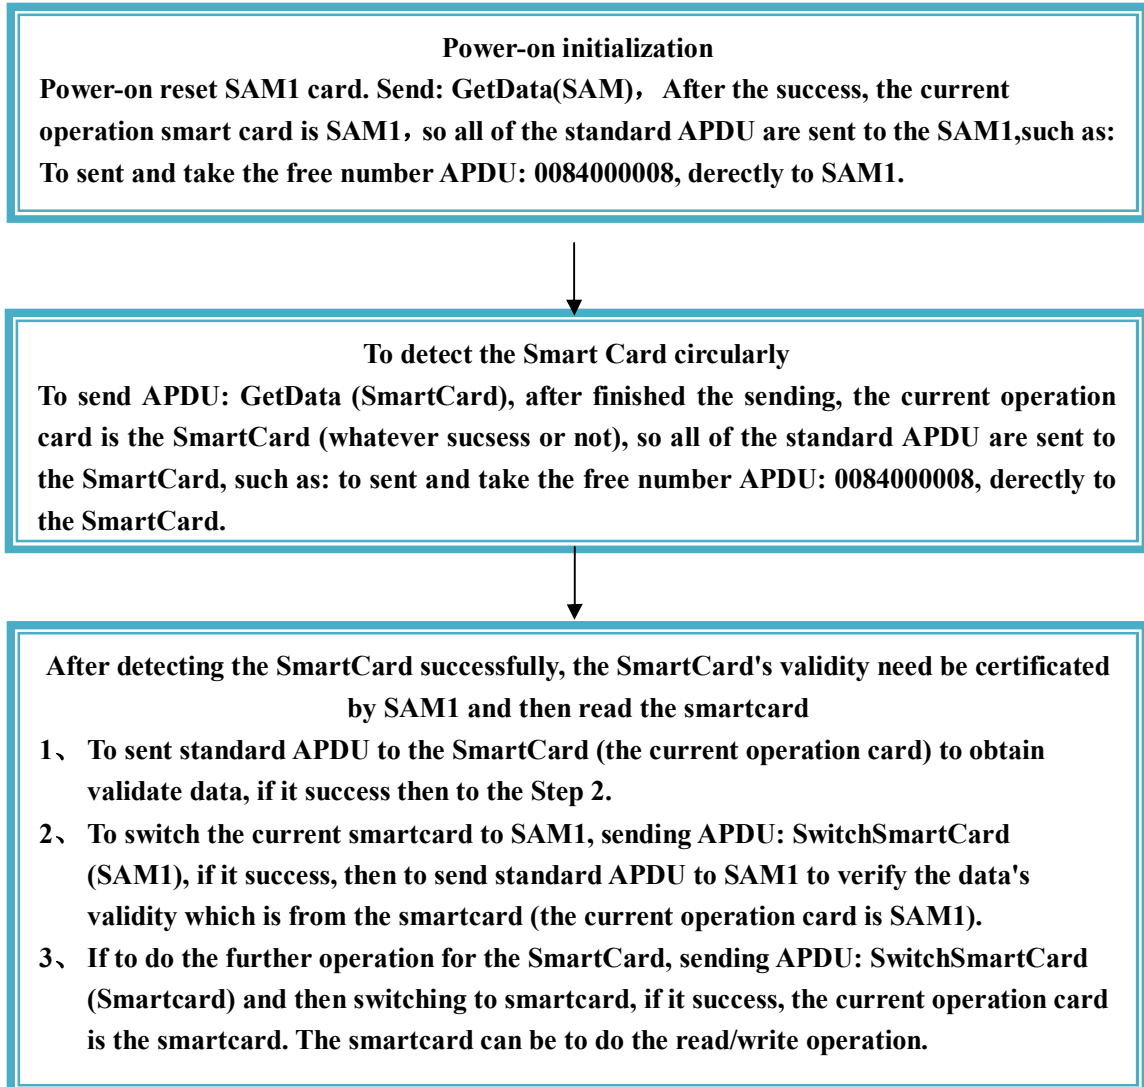 Power-on initialization
Power-on reset SAM1 card. Send: GetData(SAM)，After the success, the current
operation smart card is SAM1，so all of the standard APDU are sent to the SAM1,such as:
To sent and take the free number APDU: 0084000008, derectly to SAM1.
To detect the Smart Card circularly
To send APDU: GetData (SmartCard), after finished the sending, the current operation
card is the SmartCard (whatever sucsess or not), so all of the standard APDU are sent to
the SmartCard, such as: to sent and take the free number APDU: 0084000008, derectly to
the SmartCard.
After detecting the SmartCard successfully, the SmartCard's validity need be certificated
by SAM1 and then read the smartcard
1、 To sent standard APDU to the SmartCard (the current operation card) to obtain
validate data, if it success then to the Step 2.
2、 To switch the current smartcard to SAM1, sending APDU: SwitchSmartCard
(SAM1), if it success, then to send standard APDU to SAM1 to verify the data's
validity which is from the smartcard (the current operation card is SAM1).
3、 If to do the further operation for the SmartCard, sending APDU: SwitchSmartCard
(Smartcard) and then switching to smartcard, if it success, the current operation card
is the smartcard. The smartcard can be to do the read/write operation.